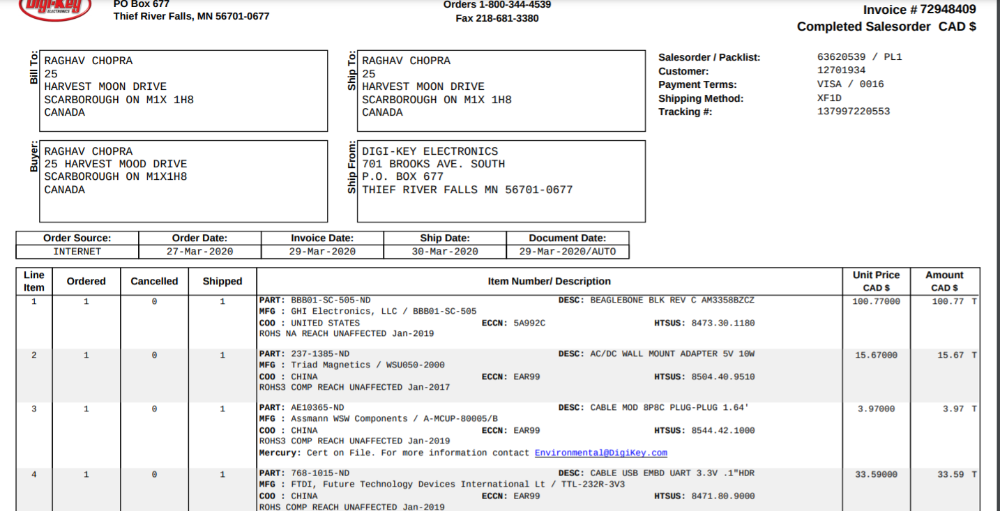 Digi-Key
ELECTRONICS
PO Box 677
Thief River Falls, MN 56701-0677
Orders 1-800-344-4539
Fax 218-681-3380
Invoice # 72948409
Completed Salesorder CAD $
Bill To:
RAGHAV CHOPRA
25
HARVEST MOON DRIVE
SCARBOROUGH ON M1X 1H8
CANADA
Ship To:
RAGHAV CHOPRA
25
HARVEST MOON DRIVE
SCARBOROUGH ON M1X 1H8
CANADA
Salesorder / Packlist: 63620539 / PL1
Customer: 12701934
Payment Terms: VISA / 0016
Shipping Method: XF1D
Tracking #: 137997220553
Buyer:
RAGHAV CHOPRA
25 HARVEST MOOD DRIVE
SCARBOROUGH ON M1X1H8
CANADA
Ship From:
DIGI-KEY ELECTRONICS
701 BROOKS AVE. SOUTH
P.O. BOX 677
THIEF RIVER FALLS MN 56701-0677
Order Source: Order Date: Invoice Date: Ship Date: Document Date:
INTERNET 27-Mar-2020 29-Mar-2020 30-Mar-2020 29-Mar-2020/AUTO
Line Item Ordered Cancelled Shipped Item Number/ Description Unit Price CAD $ Amount CAD $
1 1 0 1 PART: BBB01-SC-505-ND DESC: BEAGLEBONE BLK REV C AM3358BZCZ 100.77000 100.77 T
MFG : GHI Electronics, LLC / BBB01-SC-505
COO : UNITED STATES ECCN: 5A992C HTSUS: 8473.30.1180
ROHS NA REACH UNAFFECTED Jan-2019
2 1 0 1 PART: 237-1385-ND DESC: AC/DC WALL MOUNT ADAPTER 5V 10W 15.67000 15.67 T
MFG : Triad Magnetics / WSU050-2000
COO : CHINA ECCN: EAR99 HTSUS: 8504.40.9510
ROHS3 COMP REACH UNAFFECTED Jan-2017
3 1 0 1 PART: AE10365-ND DESC: CABLE MOD 8P8C PLUG-PLUG 1.64' 3.97000 3.97 T
MFG : Assmann WSW Components / A-MCUP-80005/B
COO : CHINA ECCN: EAR99 HTSUS: 8544.42.1000
ROHS3 COMP REACH UNAFFECTED Jan-2019
Mercury: Cert on File. For more information contact Environmental@DigiKey.com
4 1 0 1 PART: 768-1015-ND DESC: CABLE USB EMBD UART 3.3V .1"HDR 33.59000 33.59 T
MFG : FTDI, Future Technology Devices International Lt / TTL-232R-3V3
COO : CHINA ECCN: EAR99 HTSUS: 8471.80.9000
ROHS COMP REACH UNAFFECTED Jan-2019